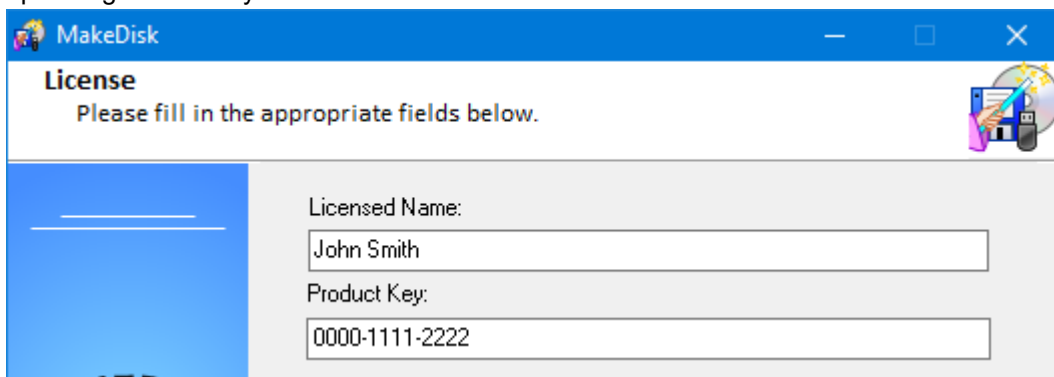 MakeDisk
License
Please fill in the appropriate fields below.
Licensed Name:
John Smith
Product Key:
0000-1111-2222